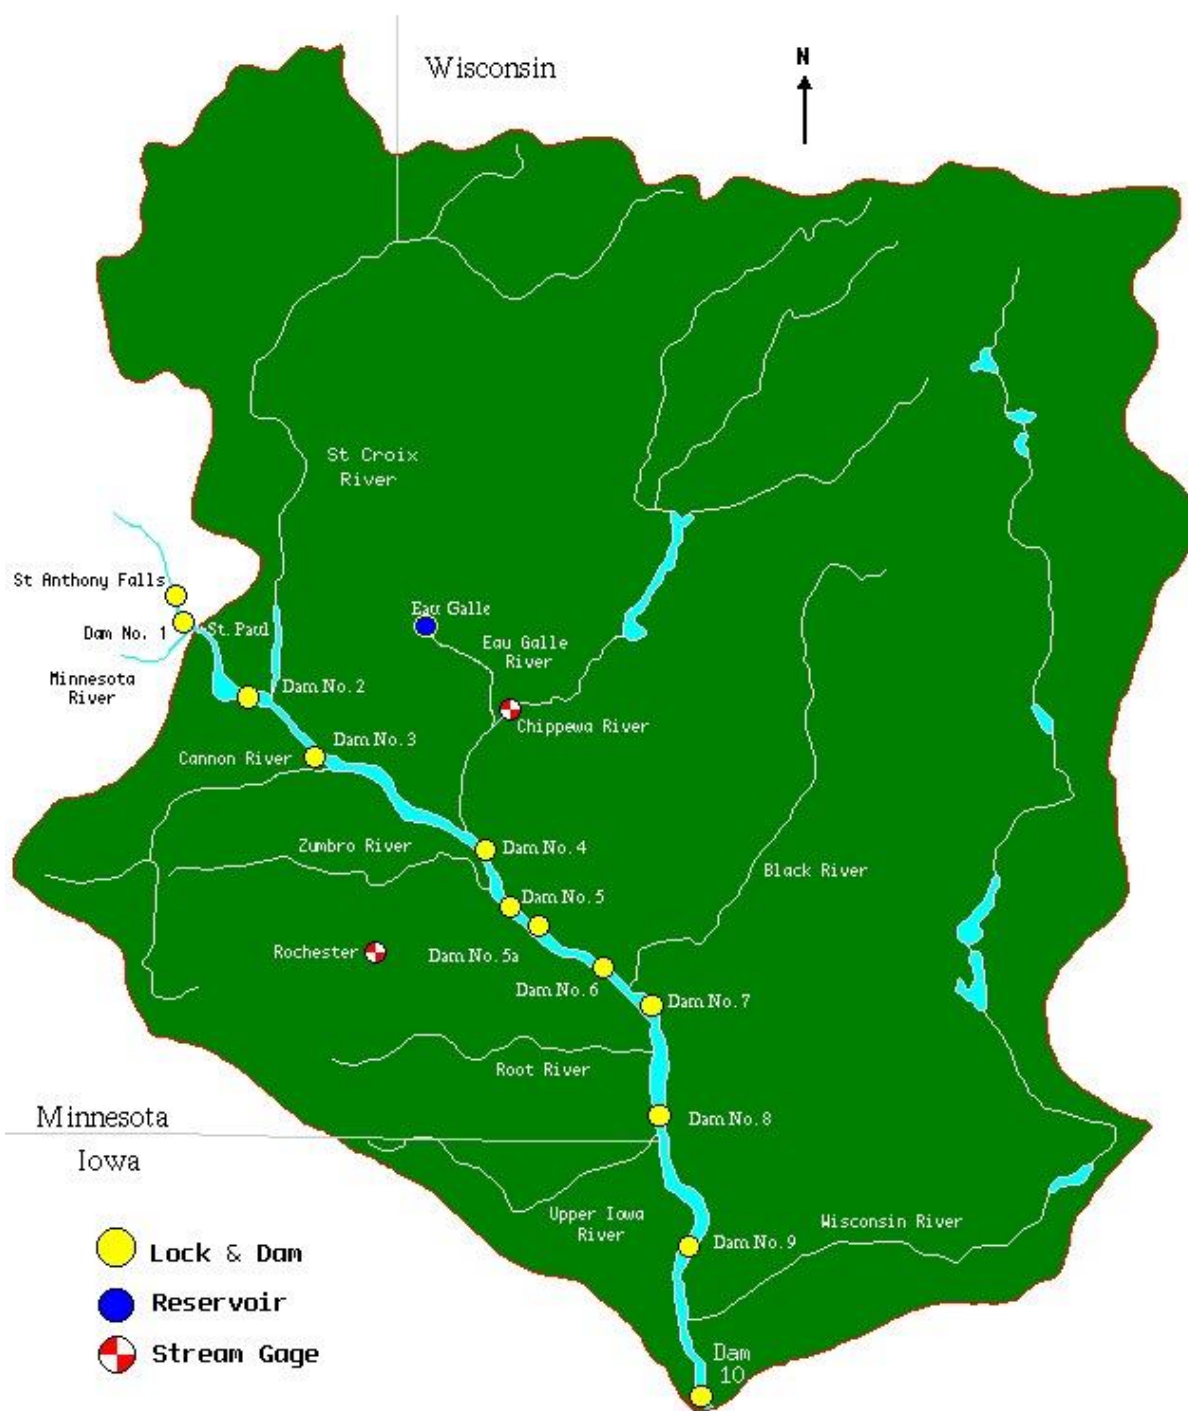 Wisconsin
N
St Croix
River
St Anthony Falls
Dam No. 1
St. Paul
Minnesota
River
Eau Galle
Eau Galle
River
Dam No. 2
Chippewa River
Dam No. 3
Cannon River
Zumbro River
Dam No. 4
Black River
Dam No. 5
Rochester
Dam No. 5a
Dam No. 6
Dam No. 7
Root River
Minnesota
Dam No. 8
Iowa
Upper Iowa
River
Wisconsin River
Dam No. 9
Lock & Dam
Reservoir
Stream Gage
Dam
10